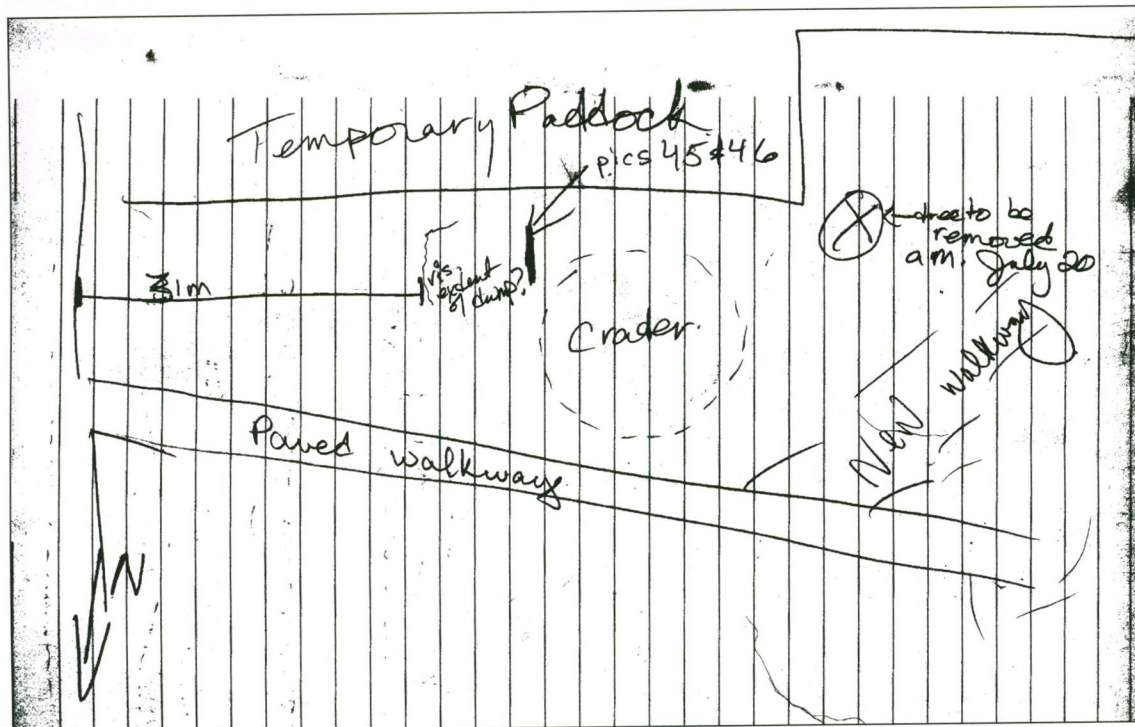 Temporary Paddock
pics 45 & 46
tree to be
removed
a.m. July 20
31m
vis
extent
of dump?
Crater
New walkway
Paved walkway
N